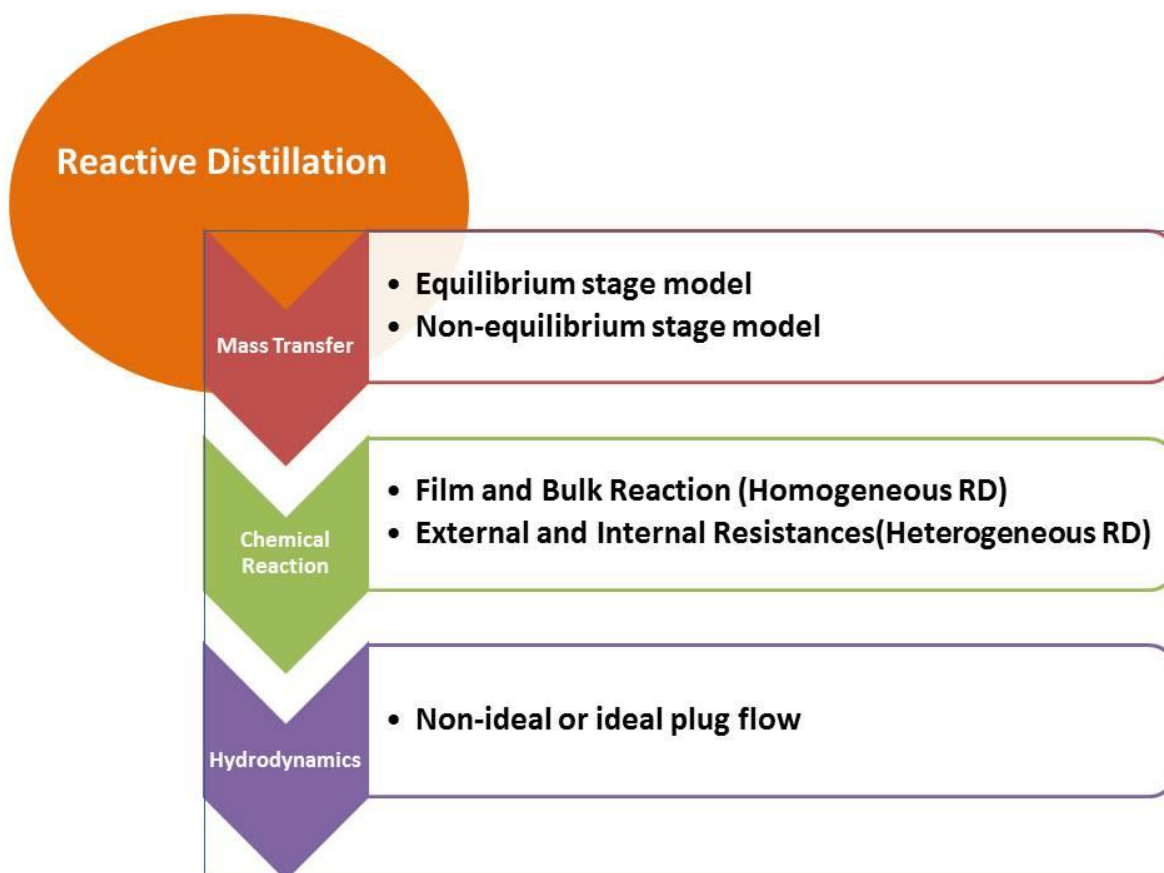 Reactive Distillation
Mass Transfer
• Equilibrium stage model
• Non-equilibrium stage model
Chemical
Reaction
• Film and Bulk Reaction (Homogeneous RD)
• External and Internal Resistances(Heterogeneous RD)
Hydrodynamics
• Non-ideal or ideal plug flow